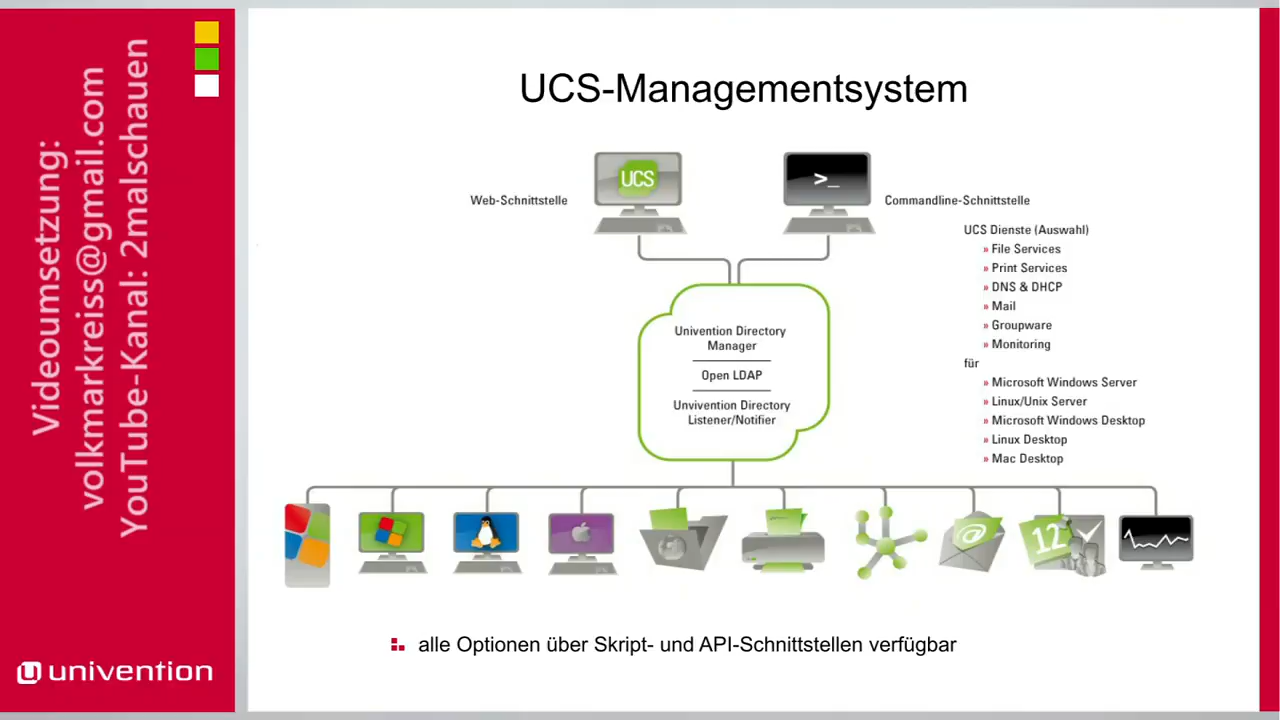 Videoumsetzung:
volkmarkreiss@gmail.com
YouTube-Kanal: 2malschauen
univention
UCS-Managementsystem
UCS
>_
Web-Schnittstelle
Commandline-Schnittstelle
Univention Directory
Manager
Open LDAP
Unvivention Directory
Listener/Notifier
UCS Dienste (Auswahl)
» File Services
» Print Services
» DNS & DHCP
» Mail
» Groupware
» Monitoring
für
» Microsoft Windows Server
» Linux/Unix Server
» Microsoft Windows Desktop
» Linux Desktop
» Mac Desktop
@
12
alle Optionen über Skript- und API-Schnittstellen verfügbar